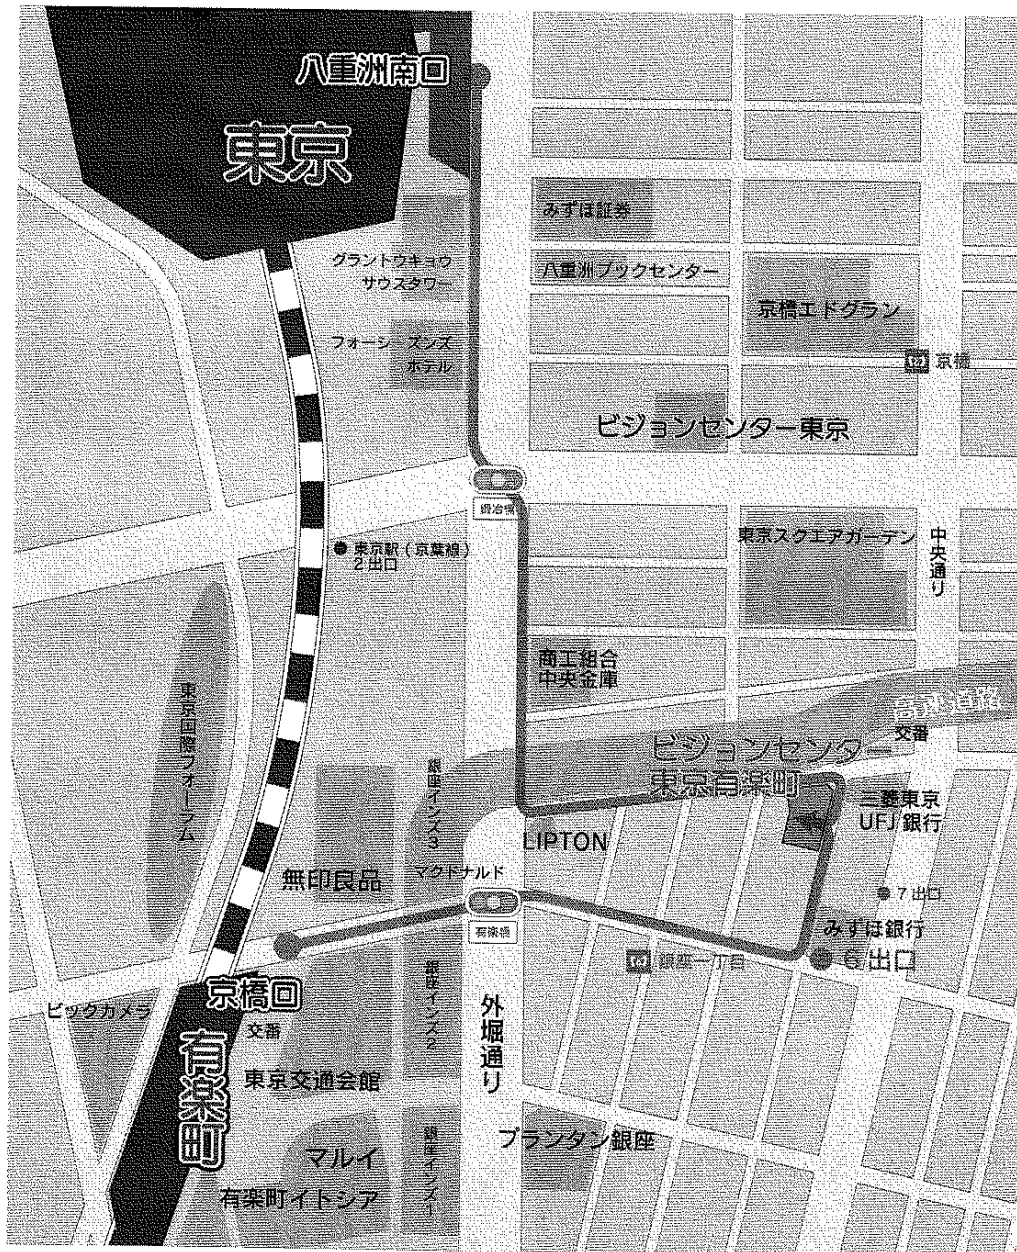 八重洲南口
東京
みずほ証券
グラントウキョウ
サウスタワー
八重洲ブックセンター
京橋エドグラン
フォーシーズンズ
ホテル
京橋
ビジョンセンター東京
鍛冶橋
東京スクエアガーデン
中央通り
東京駅(京葉線)
2出口
商工組合
中央金庫
東京国際フォーラム
高速道路
交番
ビジョンセンター
東京有楽町
銀座インズ3
三菱東京
UFJ銀行
LIPTON
無印良品
マクドナルド
7出口
有楽橋
みずほ銀行
銀座一丁目
6出口
京橋口
銀座インズ2
外堀通り
ビックカメラ
交番
有楽町
東京交通会館
マルイ
銀座インズ1
プランタン銀座
有楽町イトシア